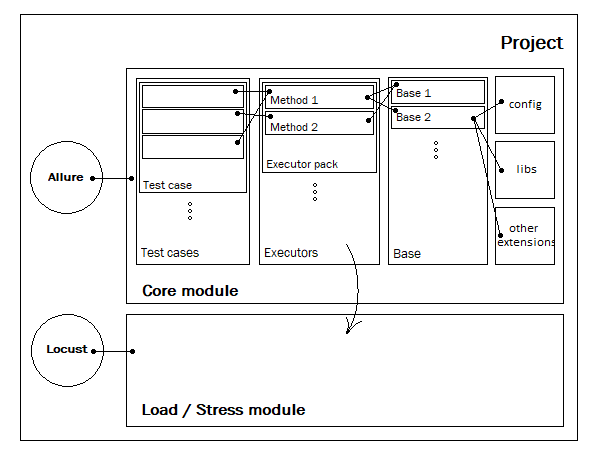 Project
Method 1
Method 2
Executor pack
Executors
Base 1
Base 2
Base
config
libs
other
extensions
Test case
Test cases
Allure
Core module
Locust
Load / Stress module